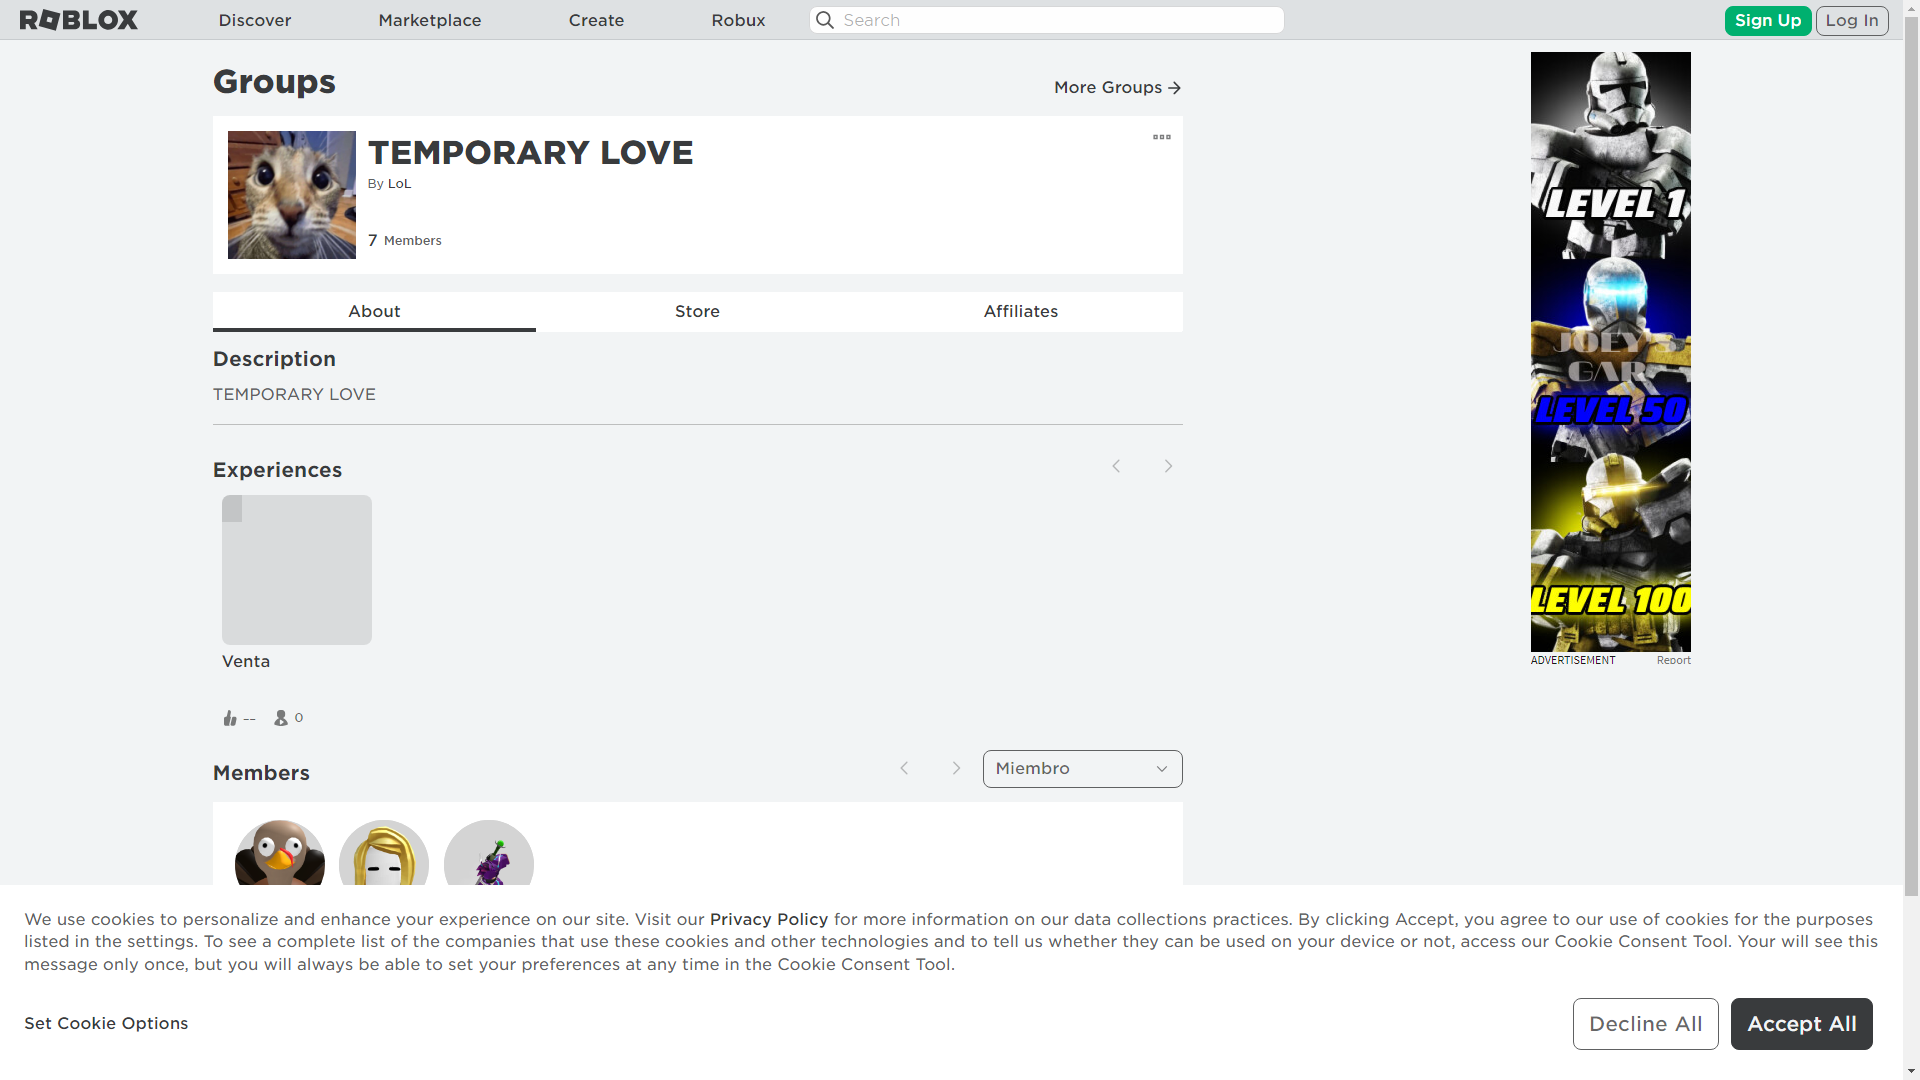 ROBLOX
Discover
Marketplace
Create
Robux
Search
Sign Up
Log In
Groups
More Groups
TEMPORARY LOVE
By LoL
7 Members
About
Store
Affiliates
Description
TEMPORARY LOVE
Experiences
Venta
--
0
Members
Miembro
LEVEL 1
JOEY'S
GAR
LEVEL 50
LEVEL 100
ADVERTISEMENT
Report
We use cookies to personalize and enhance your experience on our site. Visit our Privacy Policy for more information on our data collections practices. By clicking Accept, you agree to our use of cookies for the purposes
listed in the settings. To see a complete list of the companies that use these cookies and other technologies and to tell us whether they can be used on your device or not, access our Cookie Consent Tool. Your will see this
message only once, but you will always be able to set your preferences at any time in the Cookie Consent Tool.
Set Cookie Options
Decline All
Accept All